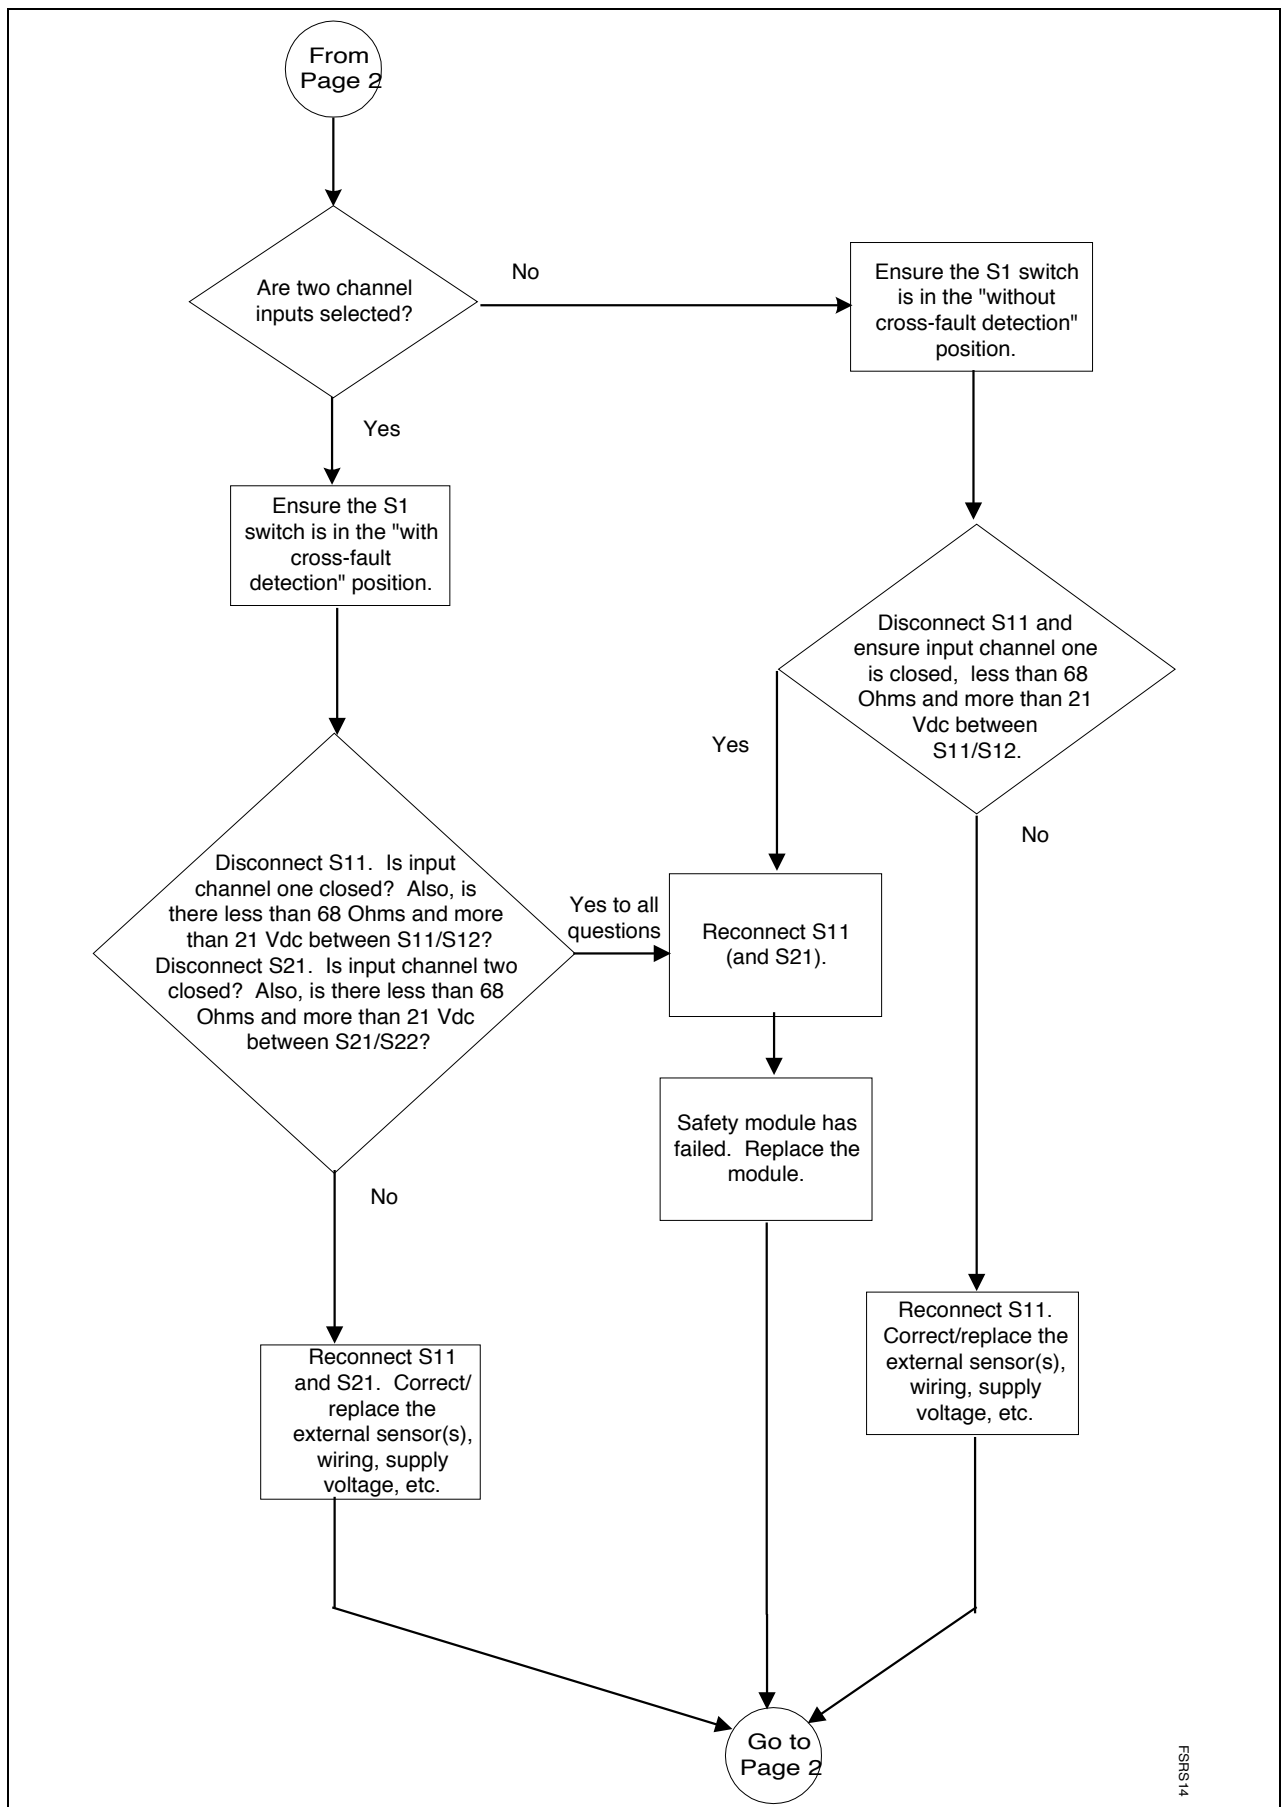 From
Page 2
Are two channel
inputs selected?
No
Ensure the S1 switch
is in the "without
cross-fault detection"
position.
Yes
Ensure the S1
switch is in the "with
cross-fault
detection" position.
Disconnect S11 and
ensure input channel one
is closed, less than 68
Ohms and more than 21
Vdc between
S11/S12.
Yes
No
Disconnect S11. Is input
channel one closed? Also, is
there less than 68 Ohms and more
than 21 Vdc between S11/S12?
Disconnect S21. Is input channel two
closed? Also, is there less than 68
Ohms and more than 21 Vdc
between S21/S22?
Yes to all
questions
Reconnect S11
(and S21).
Safety module has
failed. Replace the
module.
No
Reconnect S11.
Correct/replace the
external sensor(s),
wiring, supply
voltage, etc.
Reconnect S11
and S21. Correct/
replace the
external sensor(s),
wiring, supply
voltage, etc.
Go to
Page 2
FSRS14